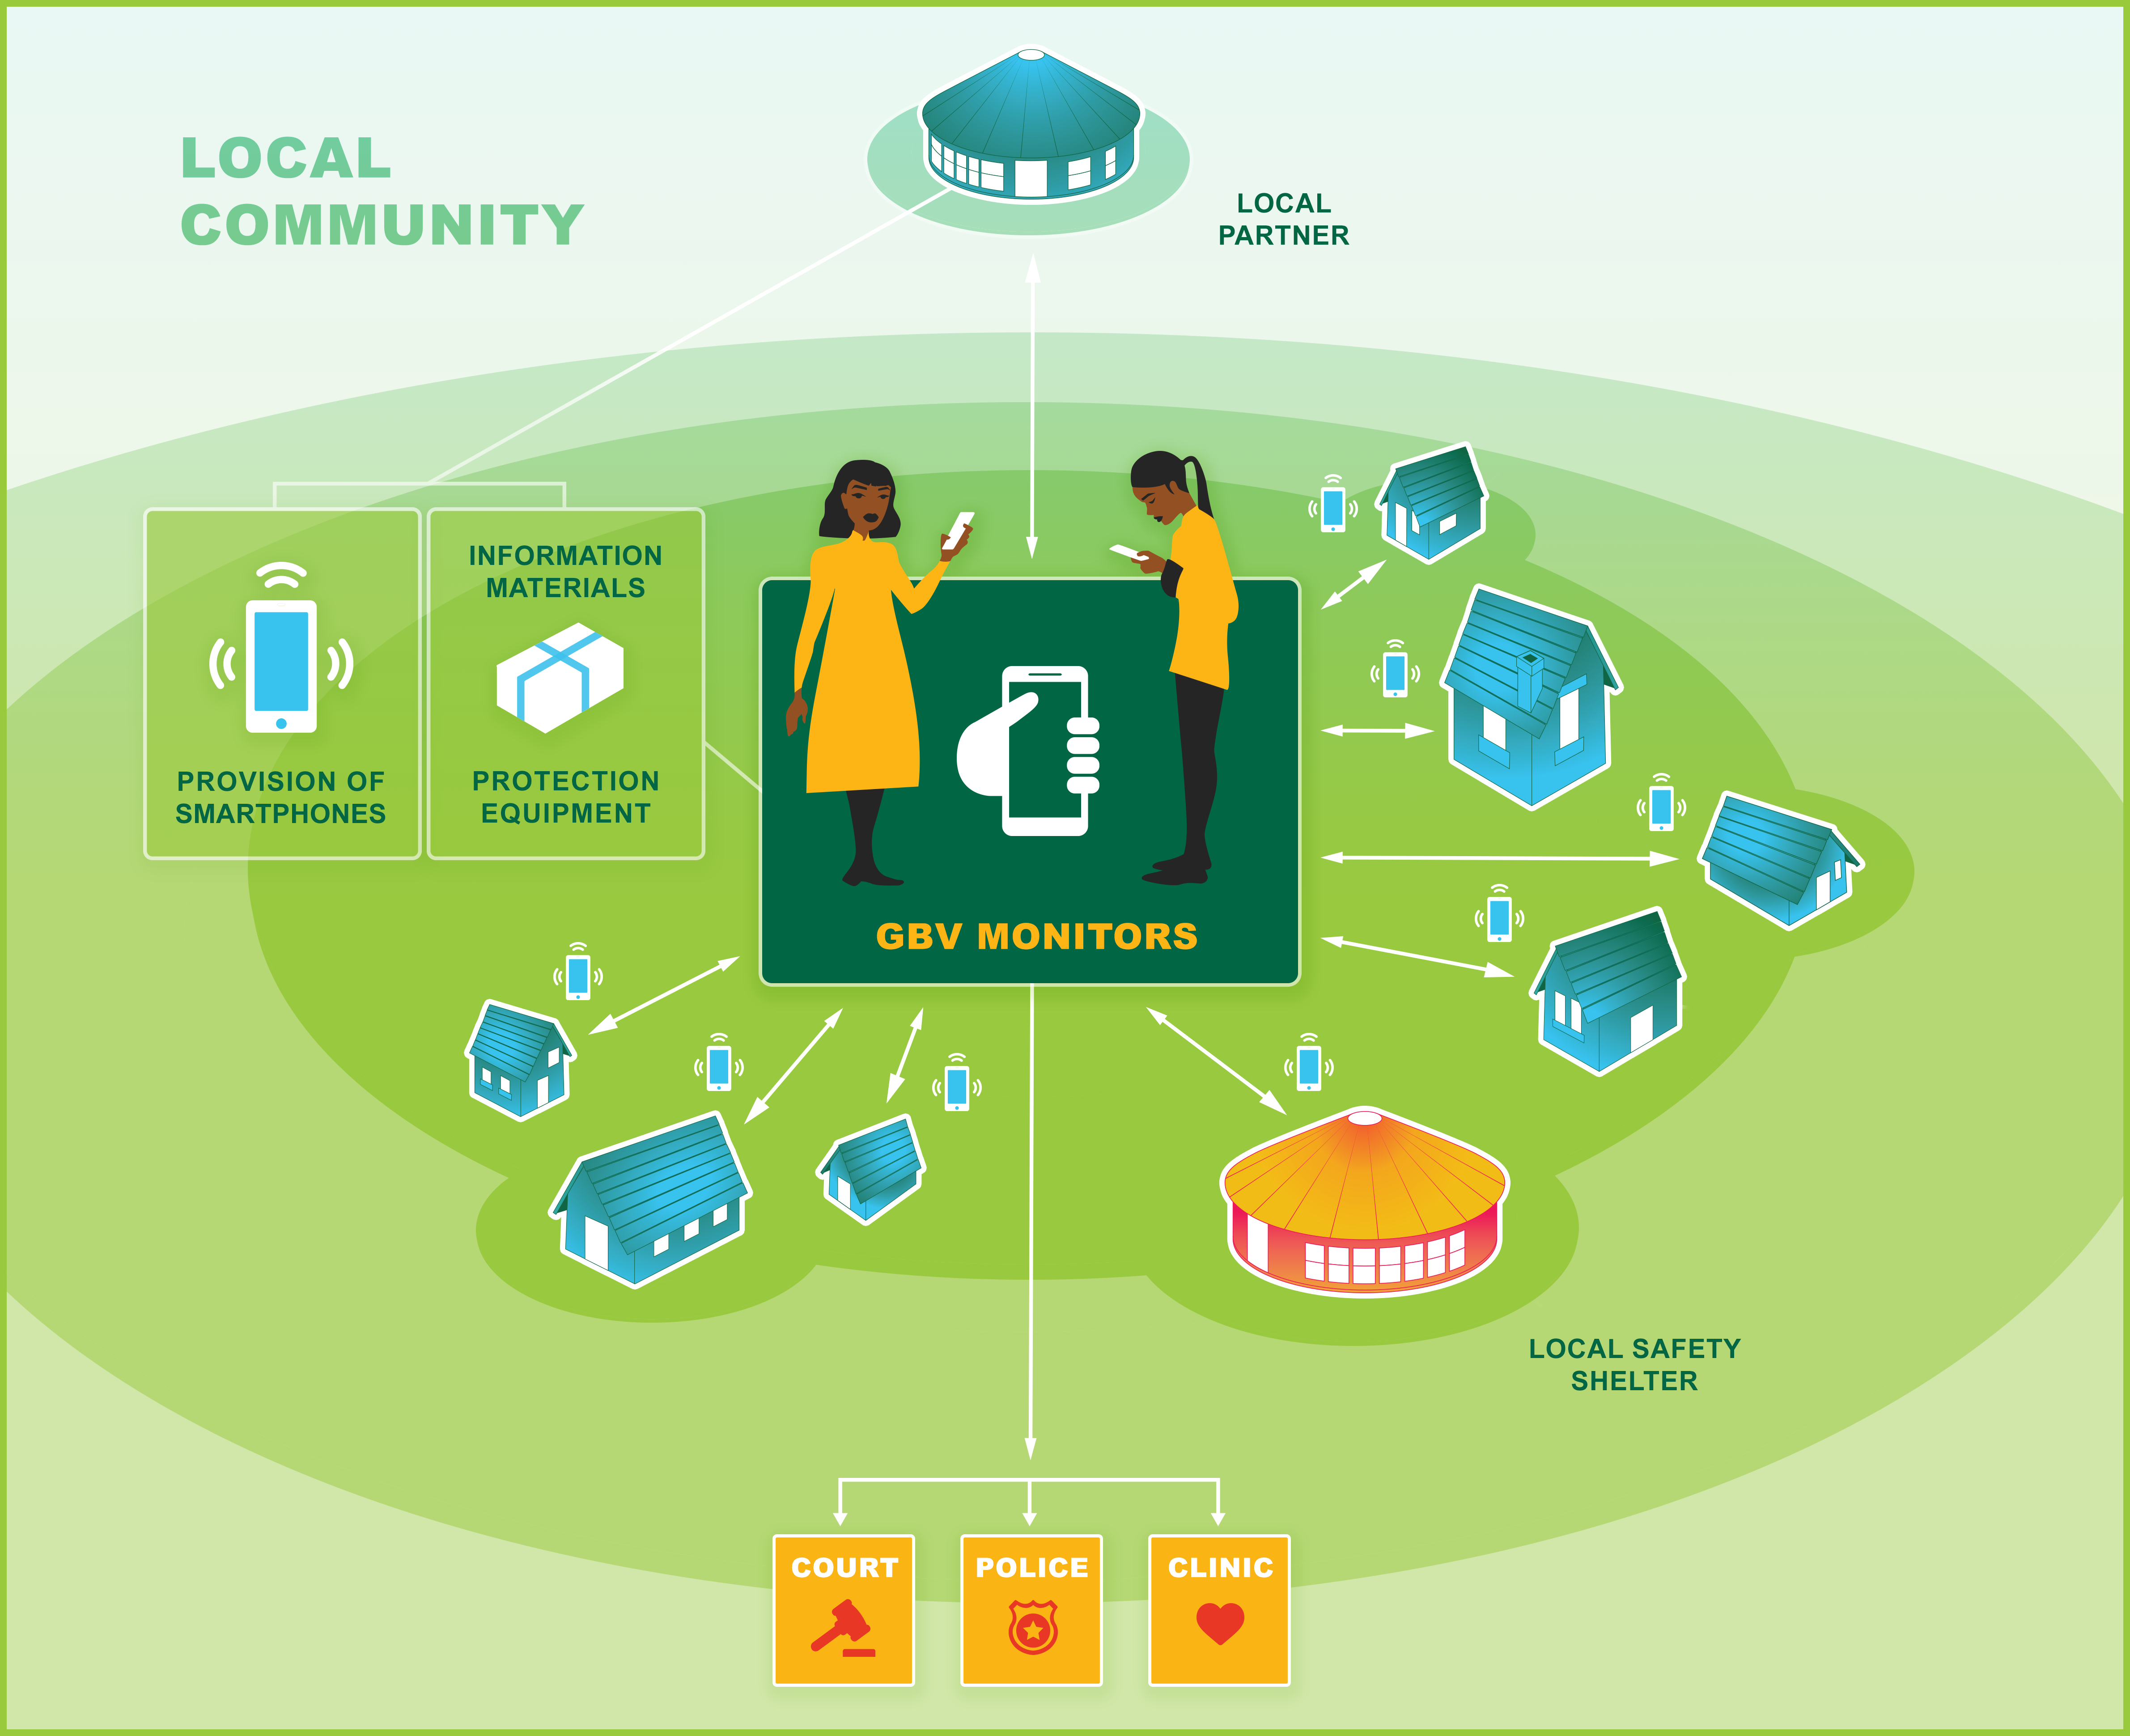 LOCAL
COMMUNITY
LOCAL
PARTNER
INFORMATION
MATERIALS
PROVISION OF
SMARTPHONES
PROTECTION
EQUIPMENT
GBV MONITORS
LOCAL SAFETY
SHELTER
COURT
POLICE
CLINIC